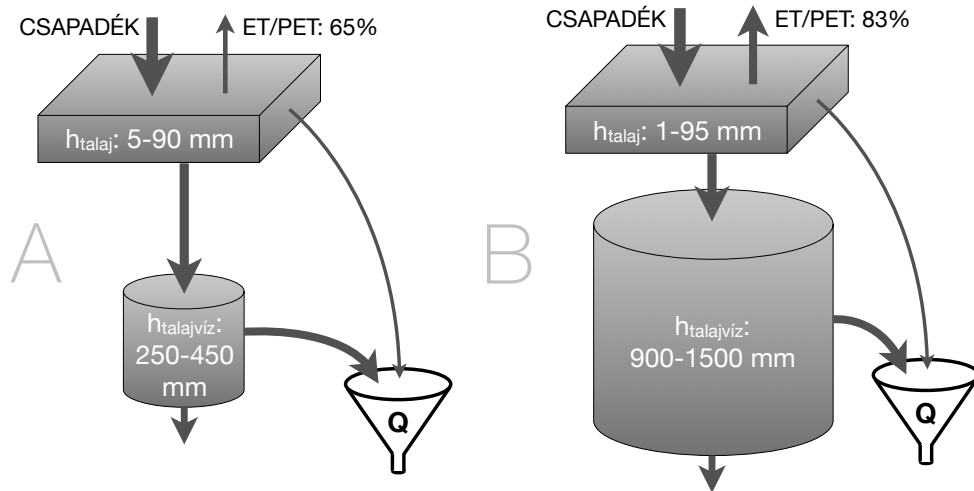 CSAPADÉK
ET/PET: 65%
htalaj: 5-90 mm
A
htalajvíz:
250-450
mm
Q
CSAPADÉK
ET/PET: 83%
htalaj: 1-95 mm
B
htalajvíz:
900-1500 mm
Q